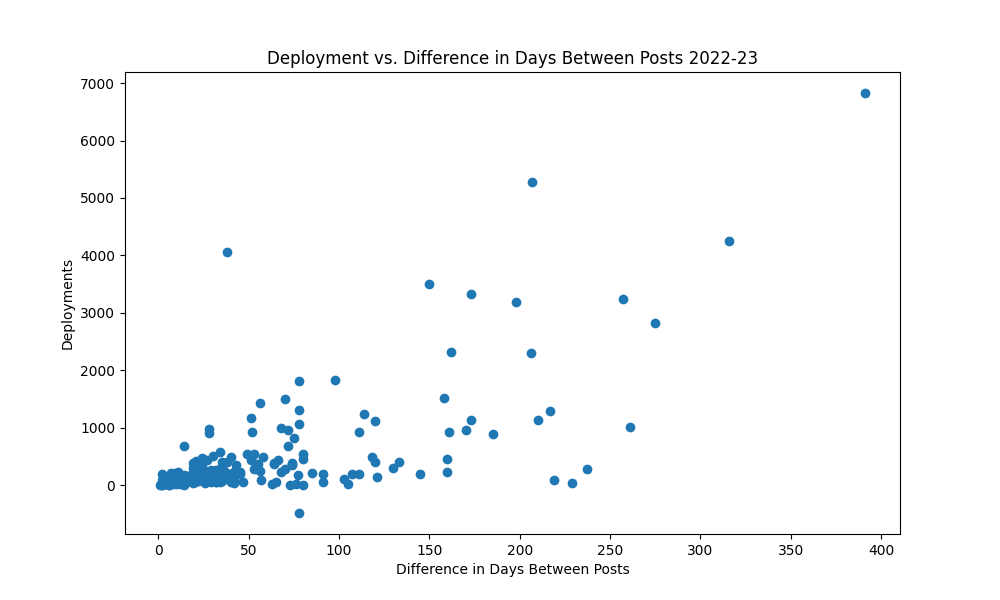 Deployment vs. Difference in Days Between Posts 2022-23
7000
6000
5000
4000
3000
2000
1000
0
Deployments
0 50 100 150 200 250 300 350 400
Difference in Days Between Posts